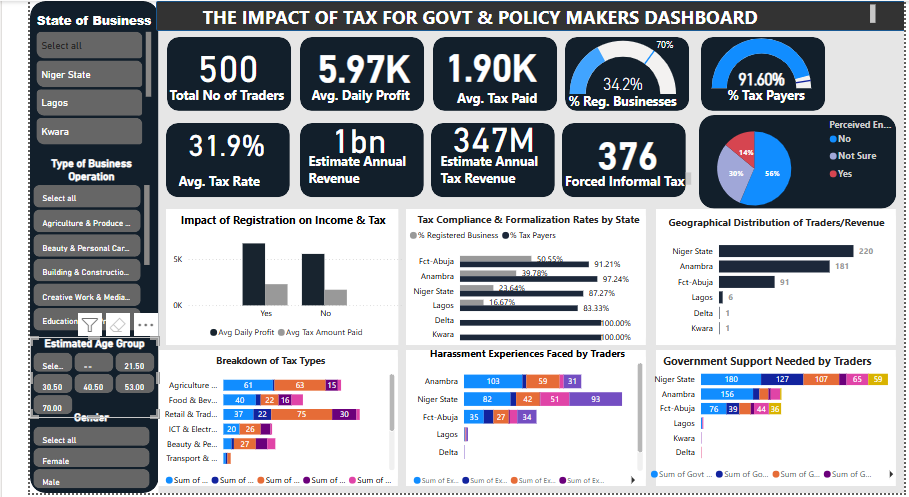 State of Business
Select all
Niger State
Lagos
Kwara
Type of Business
Operation
Select all
Agriculture & Produce ...
Beauty & Personal Car...
Building & Constructio...
Creative Work & Media...
Education
...
Estimated Age Group
Sele...
--
21.50
30.50
40.50
53.00
70.00
Gender
Select all
Female
Male
THE IMPACT OF TAX FOR GOVT & POLICY MAKERS DASHBOARD
500
Total No of Traders
5.97K
Avg. Daily Profit
1.90K
Avg. Tax Paid
70%
34.2%
% Reg. Businesses
91.60%
% Tax Payers
31.9%
Avg. Tax Rate
1bn
Estimate Annual
Revenue
347M
Estimate Annual
Tax Revenue
376
Forced Informal Tax
Perceived En...
No
Not Sure
Yes
14%
30%
56%
Impact of Registration on Income & Tax
5K
0K
Yes
No
Avg Daily Profit
Avg Tax Amount Paid
Tax Compliance & Formalization Rates by State
% Registered Business
% Tax Payers
Fct-Abuja
50.55%
91.21%
Anambra
39.78%
97.24%
Niger State
23.64%
87.27%
Lagos
16.67%
83.33%
Delta
100.00%
Kwara
100.00%
Geographical Distribution of Traders/Revenue
Niger State
220
Anambra
181
Fct-Abuja
91
Lagos
6
Delta
1
Kwara
1
Breakdown of Tax Types
Agriculture ...
61
63
15
Food & Bev...
40
22
16
Retail & Trad...
37
22
75
30
ICT & Electr...
20
26
Beauty & Pe...
27
Transport & ...
Sum of ...
Sum of ...
Sum of ...
Sum of ...
Sum of ...
Harassment Experiences Faced by Traders
Anambra
103
59
31
Niger State
82
42
51
93
Fct-Abuja
35
27
34
Lagos
Delta
Sum of Ex...
Sum of Ex...
Sum of Ex...
Sum of Ex...
Government Support Needed by Traders
Niger State
180
127
107
65
59
Anambra
156
Fct-Abuja
76
39
44
36
Lagos
Kwara
Delta
Sum of Govt ...
Sum of Go...
Sum of G...
Sum of G...